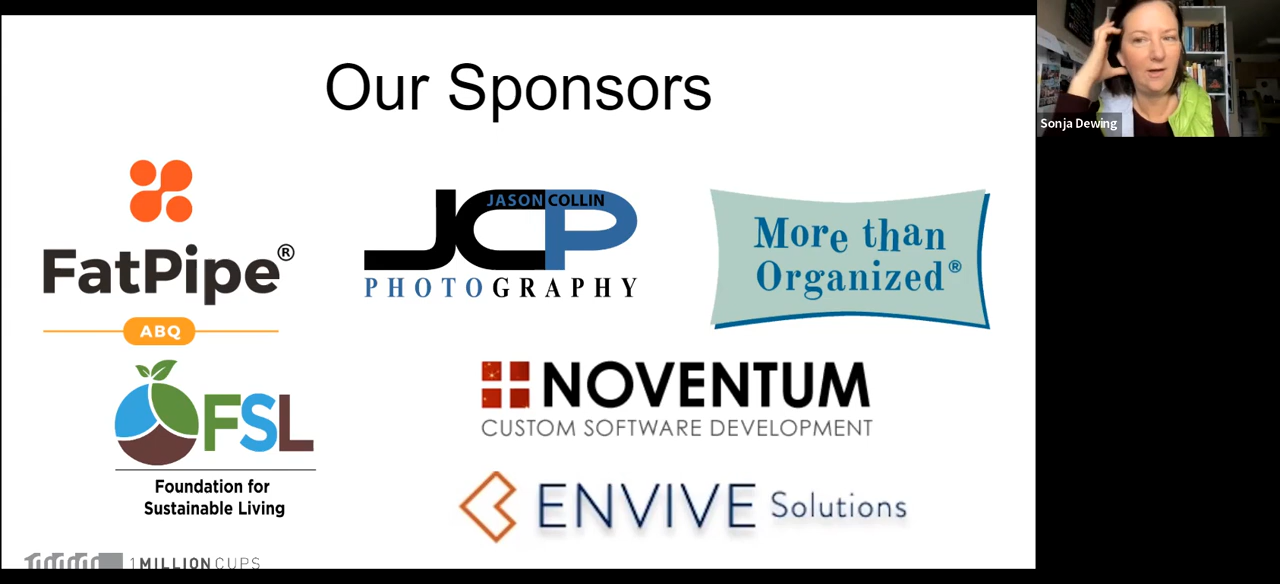 Our Sponsors
Sonja Dewing
FatPipe®
ABQ
JCP
JASON COLLIN
PHOTOGRAPHY
More than
Organized®
FSL
Foundation for
Sustainable Living
NOVENTUM
CUSTOM SOFTWARE DEVELOPMENT
ENVIVE Solutions
1MILLIONCUPS